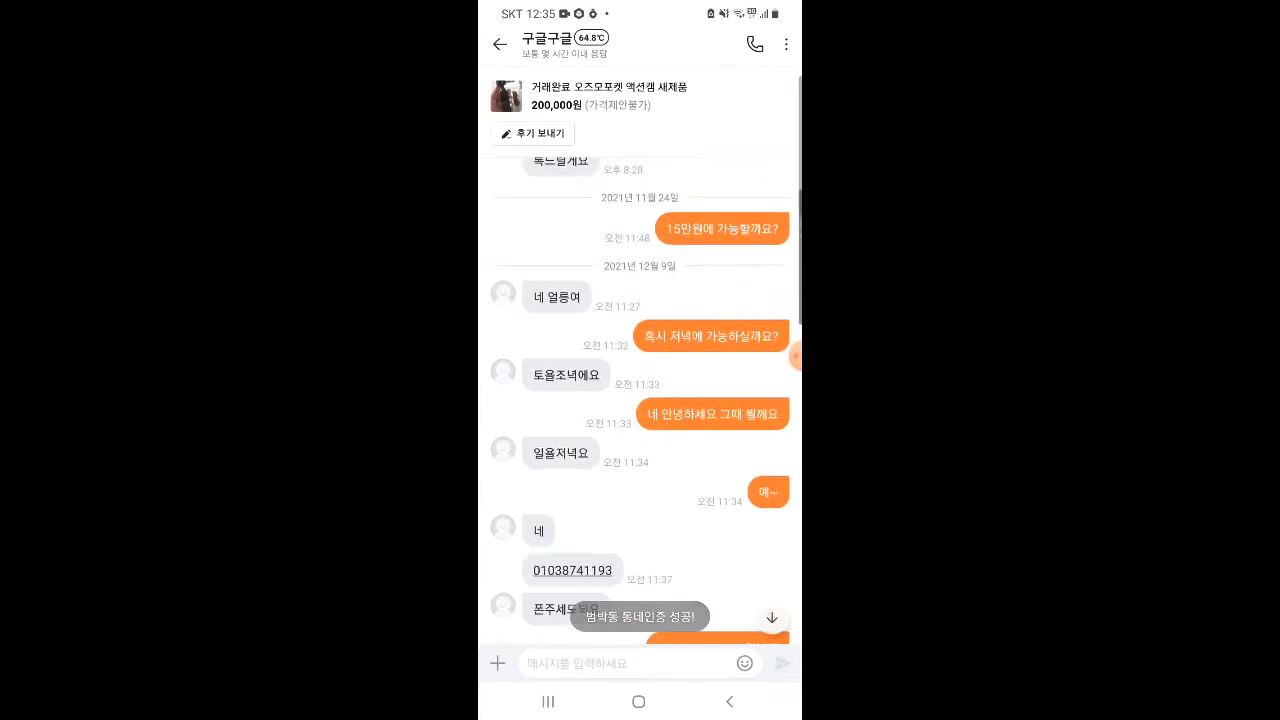 SKT 12:35
구글구글 64.8℃
보통 몇 시간 이내 응답
거래완료 오즈모포켓 액션캠 새제품
200,000원 (가격제안불가)
후기 보내기
톡드릴게요
오후 8:28
2021년 11월 24일
오전 11:48 15만원에 가능할까요?
2021년 12월 9일
네 얼릉여 오전 11:27
오전 11:32 혹시 저녁에 가능하실까요?
토욜조녁에요 오전 11:33
오전 11:33 네 안녕하세요 그때 뵐께요
일욜저녁요 오전 11:34
오전 11:34 예~
네
01038741193 오전 11:37
폰주세
범박동 동네인증 성공!
메시지를 입력하세요